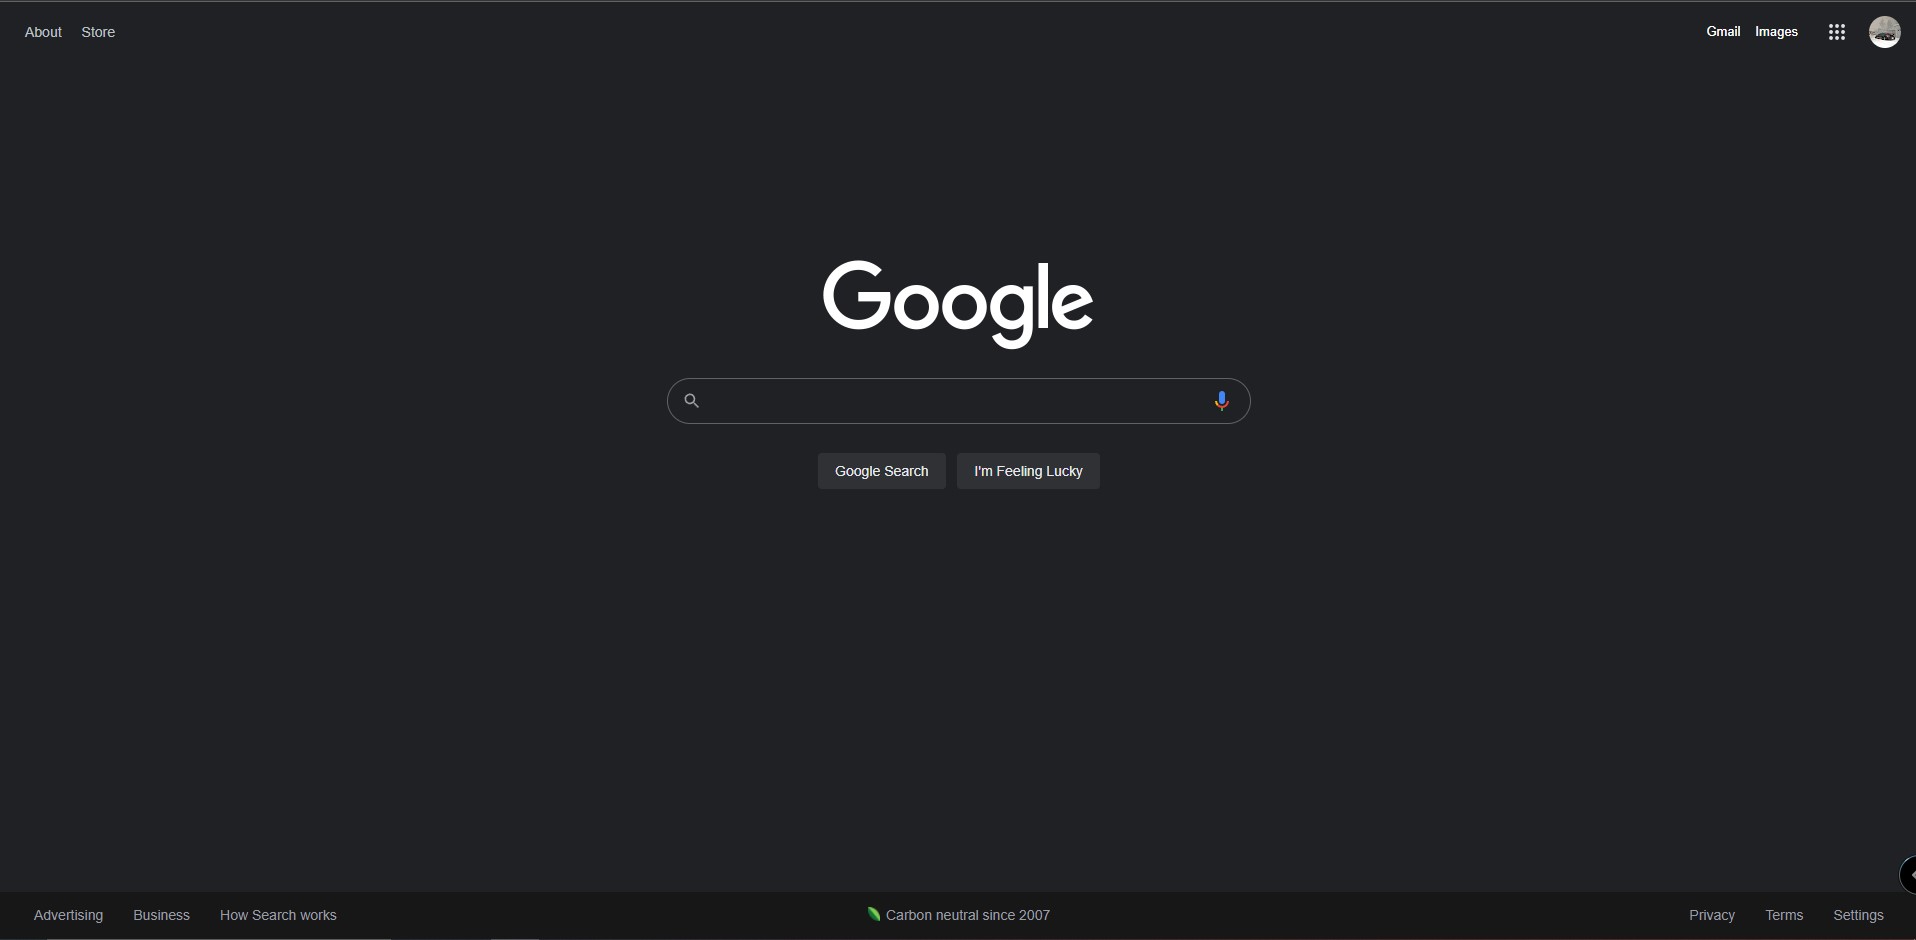 About Store Gmail Images
Google
Google Search I'm Feeling Lucky
Advertising Business How Search works Carbon neutral since 2007 Privacy Terms Settings